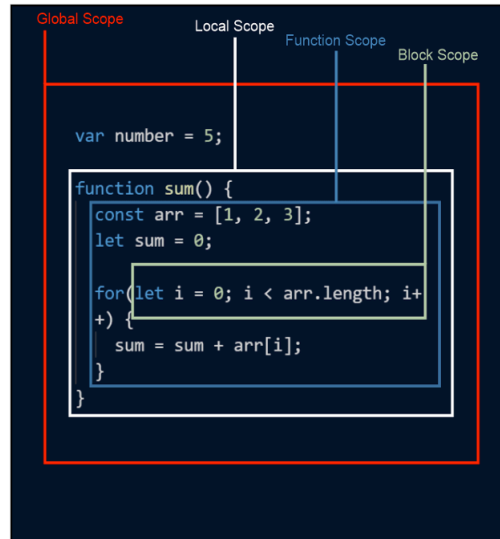 Global Scope
Local Scope
Function Scope
Block Scope
var number = 5;
function sum() {
const arr = [1, 2, 3];
let sum = 0;
for(let i = 0; i < arr.length; i+
+) {
sum = sum + arr[i];
}
}